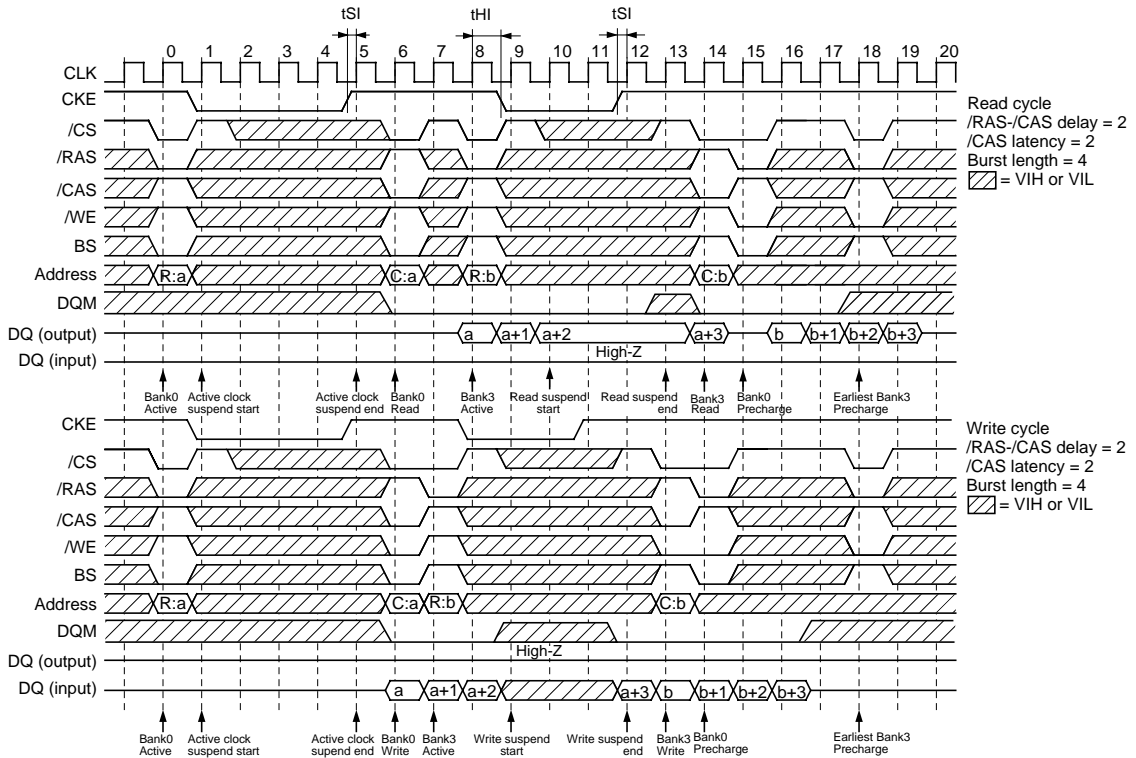 tSI tHI tSI
0 1 2 3 4 5 6 7 8 9 10 11 12 13 14 15 16 17 18 19 20
CLK
CKE
/CS
/RAS
/CAS
/WE
BS
Address R:a C:a R:b C:b
DQM
DQ (output) a a+1 a+2 a+3 b b+1 b+2 b+3
High-Z
DQ (input)
Read cycle
/RAS-/CAS delay = 2
/CAS latency = 2
Burst length = 4
= VIH or VIL
Bank0
Active
Active clock
suspend start
Active clock
suspend end
Bank0
Read
Bank3
Active
Read suspend
start
Read suspend
end
Bank3
Read
Bank0
Precharge
Earliest Bank3
Precharge
CKE
/CS
/RAS
/CAS
/WE
BS
Address R:a C:a R:b C:b
DQM
High-Z
DQ (output)
DQ (input) a a+1 a+2 a+3 b b+1 b+2 b+3
Write cycle
/RAS-/CAS delay = 2
/CAS latency = 2
Burst length = 4
= VIH or VIL
Bank0
Active
Active clock
suspend start
Active clock
supend end
Bank0
Write
Bank3
Active
Write suspend
start
Write suspend
end
Bank3
Write
Bank0
Precharge
Earliest Bank3
Precharge